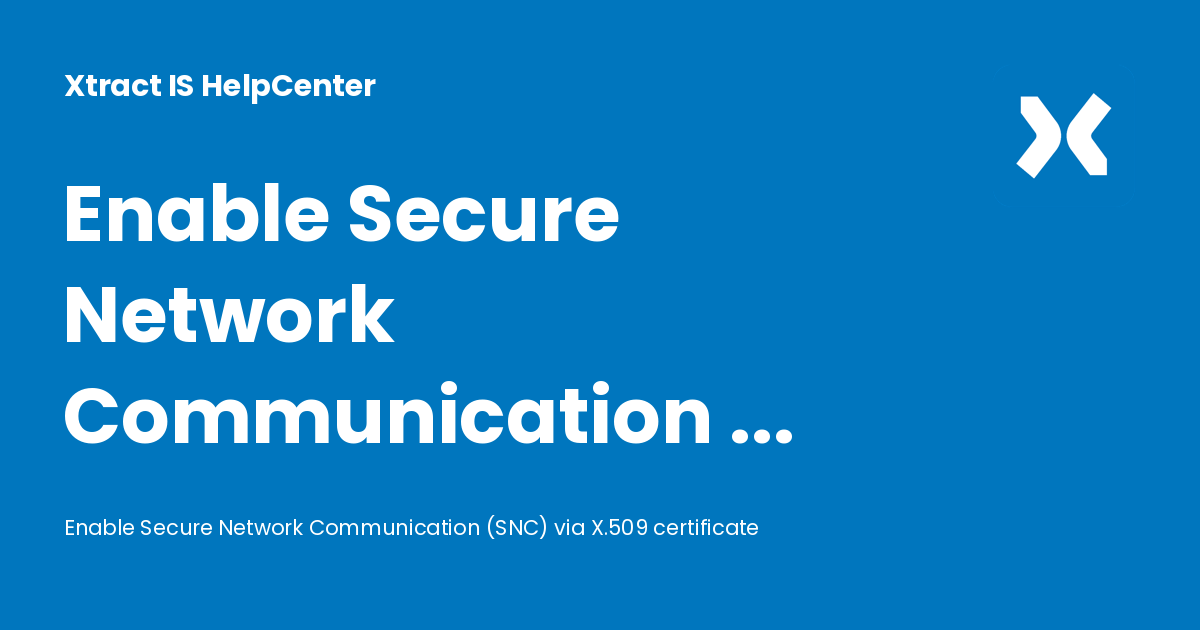 Xtract IS HelpCenter
Enable Secure
Network
Communication ...
Enable Secure Network Communication (SNC) via X.509 certificate